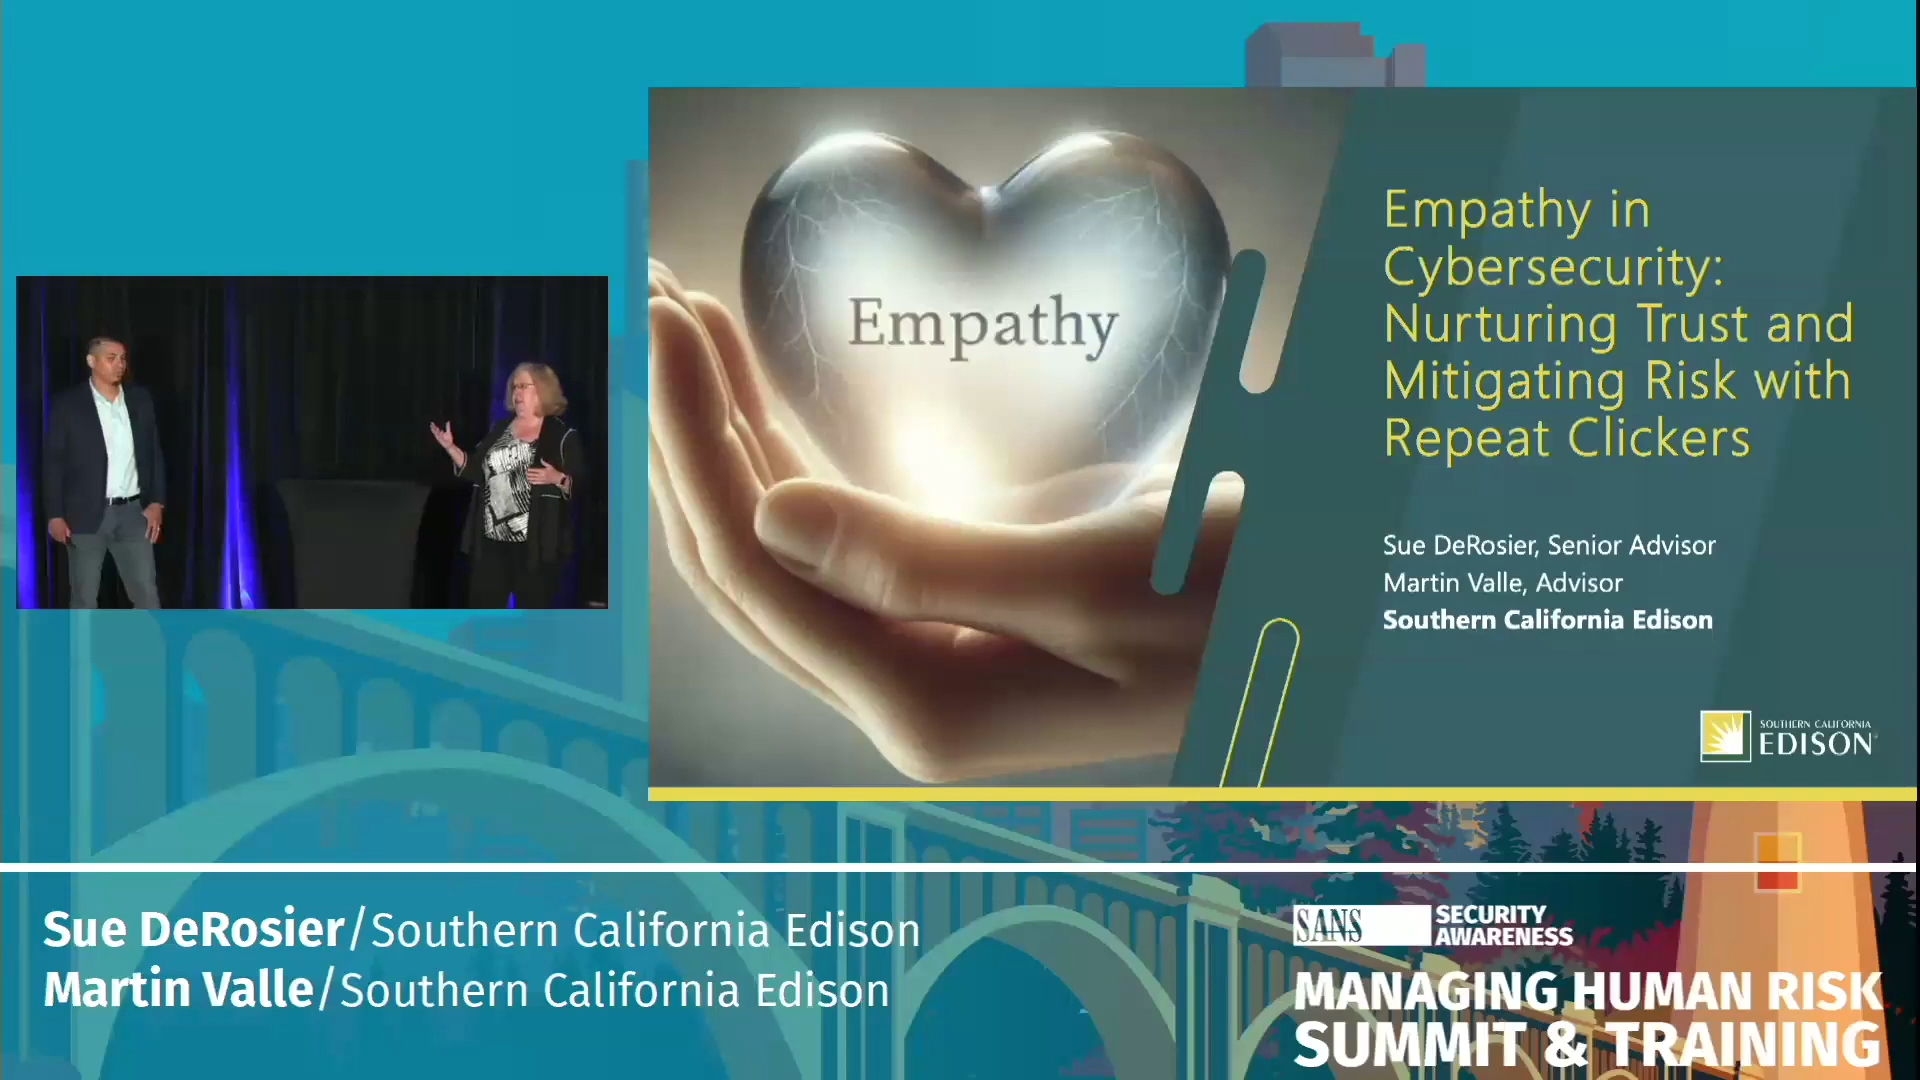 Empathy
Empathy in
Cybersecurity:
Nurturing Trust and
Mitigating Risk with
Repeat Clickers
Sue DeRosier, Senior Advisor
Martin Valle, Advisor
Southern California Edison
SOUTHERN CALIFORNIA
EDISON
Sue DeRosier/Southern California Edison
Martin Valle/Southern California Edison
SANS SECURITY
AWARENESS
MANAGING HUMAN RISK
SUMMIT & TRAINING